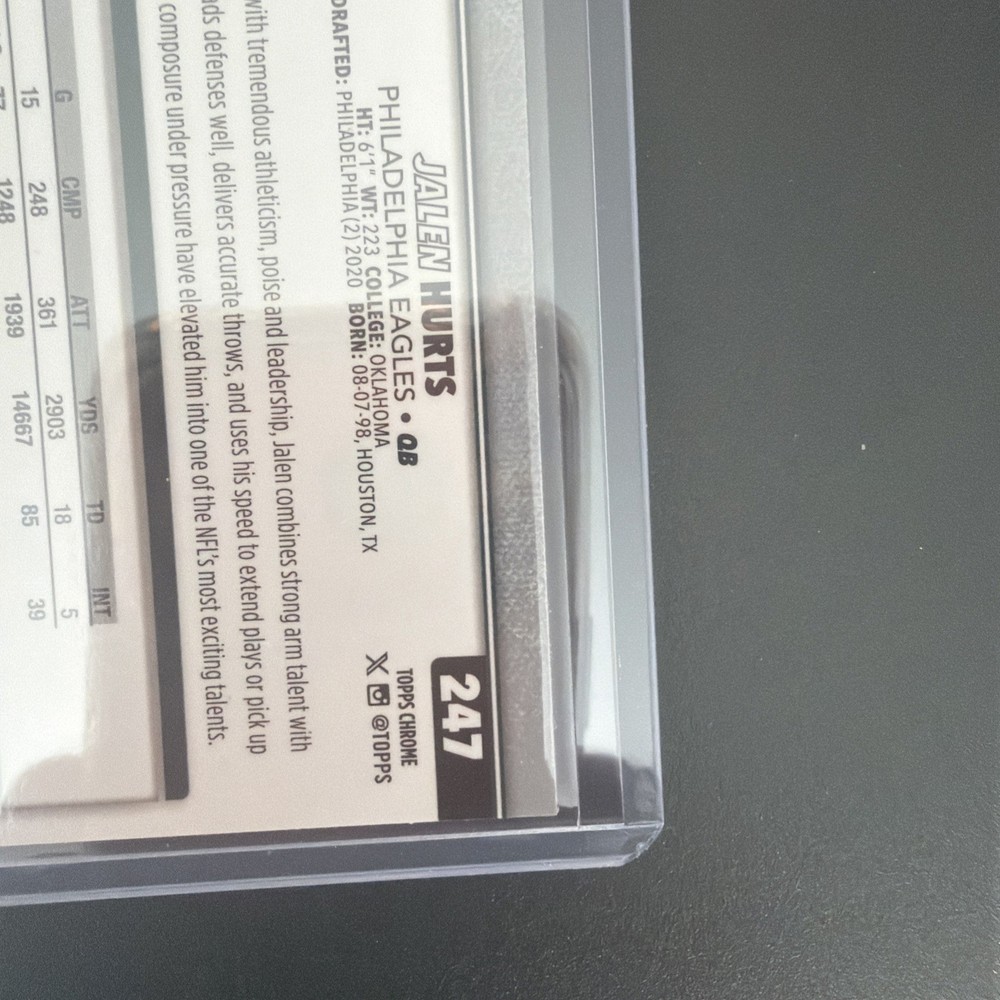 247
TOPPS CHROME
@TOPPS
JALEN HURTS
PHILADELPHIA EAGLES • QB
HT: 6'1" WT: 223 COLLEGE: OKLAHOMA
DRAFTED: PHILADELPHIA (2) 2020 BORN: 08-07-98, HOUSTON, TX
with tremendous athleticism, poise and leadership, Jalen combines strong arm talent with
ads defenses well, delivers accurate throws, and uses his speed to extend plays or pick up
composure under pressure have elevated him into one of the NFL's most exciting talents.
G CMP ATT YDS TD INT
15 248 361 2903 18 5
77 1248 1939 14667 85 39